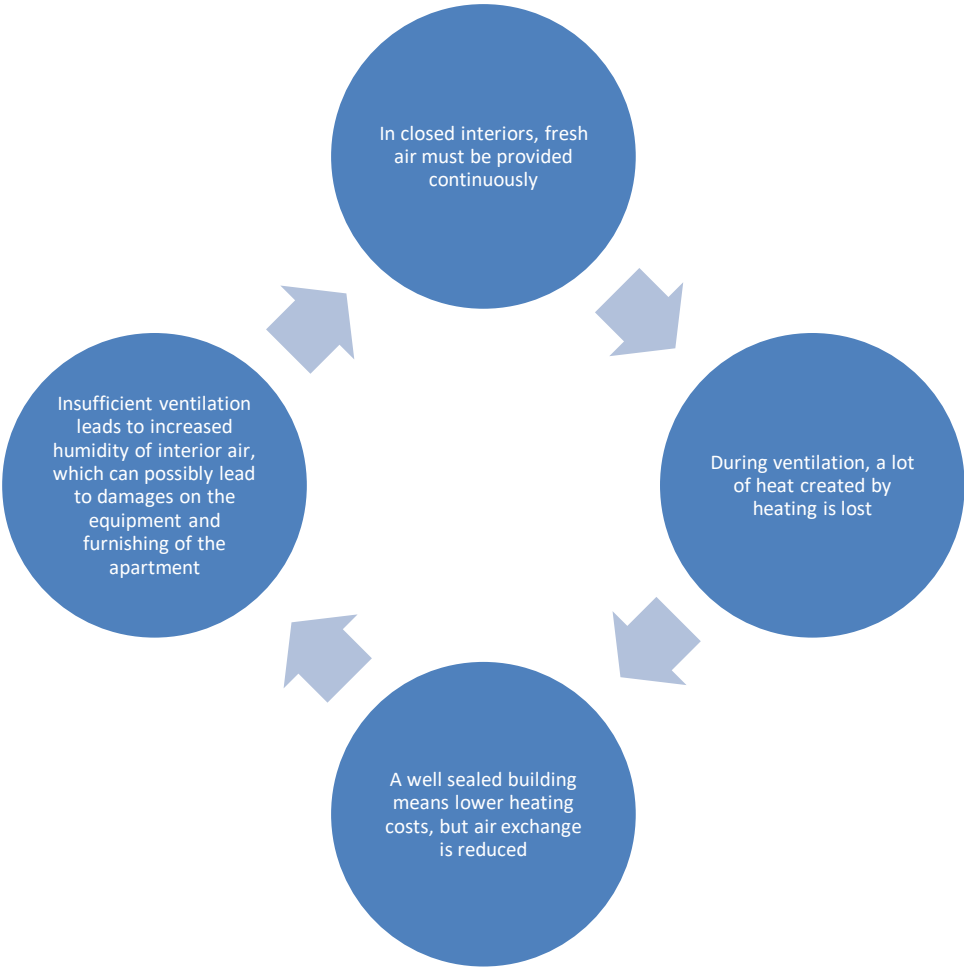 In closed interiors, fresh
air must be provided
continuously
During ventilation, a lot
of heat created by
heating is lost
A well sealed building
means lower heating
costs, but air exchange
is reduced
Insufficient ventilation
leads to increased
humidity of interior air,
which can possibly lead
to damages on the
equipment and
furnishing of the
apartment